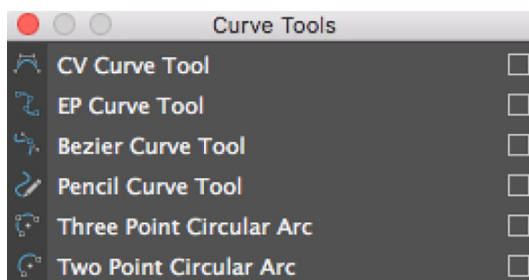 Curve Tools
CV Curve Tool
EP Curve Tool
Bezier Curve Tool
Pencil Curve Tool
Three Point Circular Arc
Two Point Circular Arc